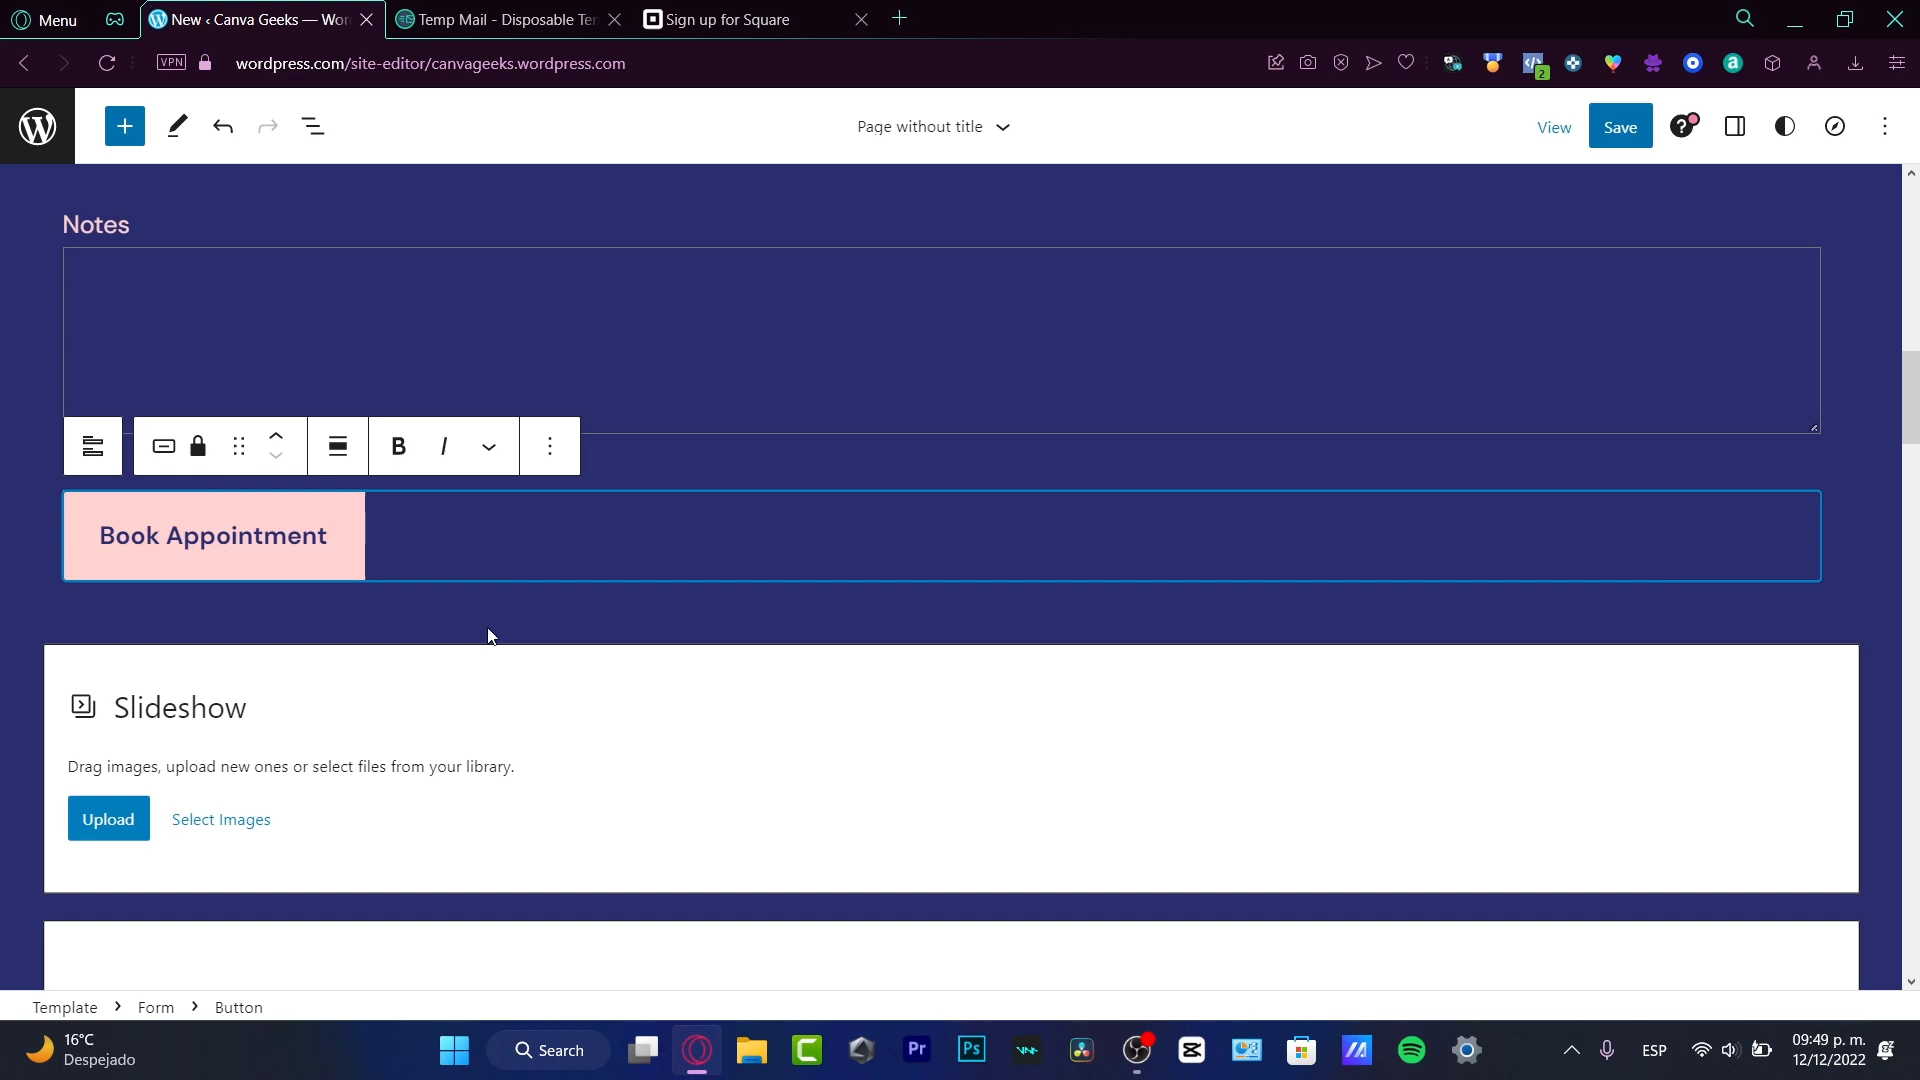 Menu
New ‹ Canva Geeks — Wor
Temp Mail - Disposable Ter
Sign up for Square
VPN
wordpress.com/site-editor/canvageeks.wordpress.com
2
Page without title
View
Save
Notes
B I
Book Appointment
Slideshow
Drag images, upload new ones or select files from your library.
Upload
Select Images
Template > Form > Button
16°C
Despejado
Search
Pr
Ps
ESP
09:49 p. m.
12/12/2022